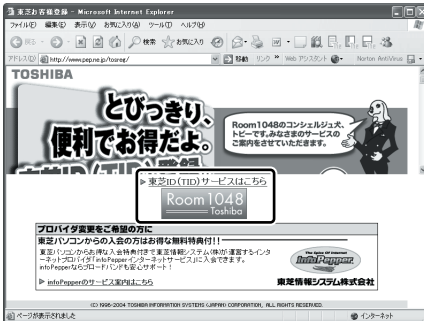 東芝お客様登録 - Microsoft Internet Explorer
ファイル(F) 編集(E) 表示(V) お気に入り(A) ツール(T) ヘルプ(H)
戻る 検索 お気に入り
アドレス(D) http://www.pep.ne.jp/tosreg/ 移動 リンク » Web アシスタント Norton AntiVirus
TOSHIBA
とびっきり、
便利でお得だよ。
Room1048のコンシェルジュ犬、
トビーです。みなさまのサービスの
ご案内をさせていただきます。
東芝ID(TID)サービスはこちら
Room 1048
Toshiba
プロバイダ変更をご希望の方に
東芝パソコンからの入会の方はお得な無料特典付!!
東芝パソコンからお得な入会特典付きで東芝情報システム(株)が運営するインタ
ーネットプロバイダ「infoPepperインターネットサービス」に入会できます。
infoPepperならブロードバンドも安心サポート!
infoPepperのサービス案内はこちら
The Spice Of Internet
InfoPepper
東芝情報システム株式会社
(C) 1996-2004 TOSHIBA INFORMATION SYSTEMS (JAPAN) CORPORATION, ALL RIGHTS RESERVED.
ページが表示されました インターネット